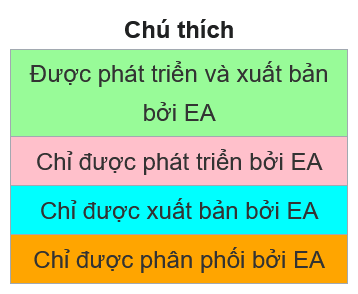 Chú thích
Được phát triển và xuất bản
bởi EA
Chỉ được phát triển bởi EA
Chỉ được xuất bản bởi EA
Chỉ được phân phối bởi EA